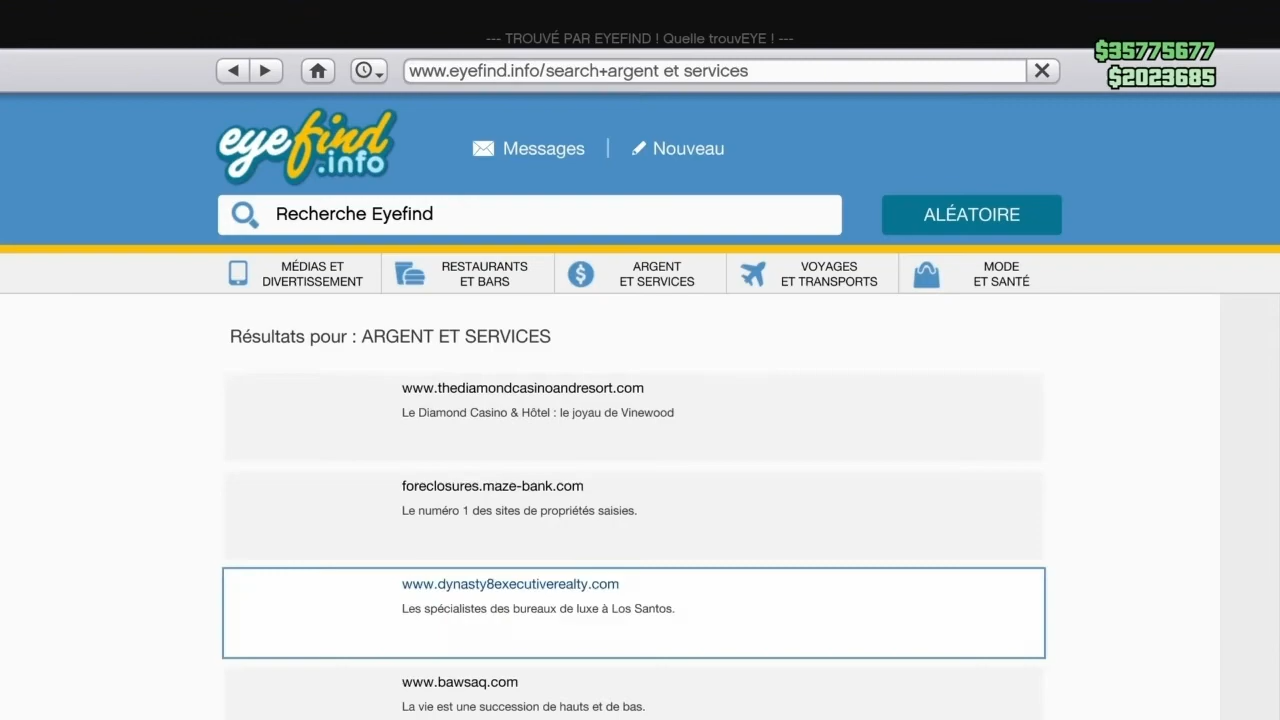 --- TROUVÉ PAR EYEFIND ! Quelle trouvEYE ! ---
$35775677
www.eyefind.info/search+argent et services
$2023685
eyefind
.info
Messages
Nouveau
Recherche Eyefind
ALÉATOIRE
MÉDIAS ET
DIVERTISSEMENT
RESTAURANTS
ET BARS
ARGENT
ET SERVICES
VOYAGES
ET TRANSPORTS
MODE
ET SANTÉ
Résultats pour : ARGENT ET SERVICES
www.thediamondcasinoandresort.com
Le Diamond Casino & Hôtel : le joyau de Vinewood
foreclosures.maze-bank.com
Le numéro 1 des sites de propriétés saisies.
www.dynasty8executiverealty.com
Les spécialistes des bureaux de luxe à Los Santos.
www.bawsaq.com
La vie est une succession de hauts et de bas.